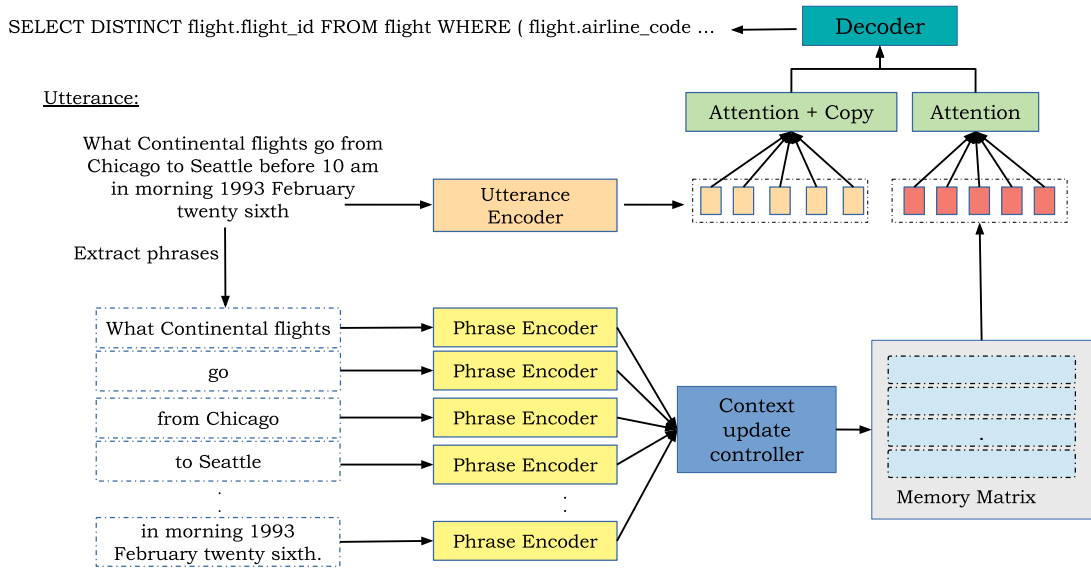 SELECT DISTINCT flight.flight_id FROM flight WHERE ( flight.airline_code ...
Decoder
Utterance:
Attention + Copy
Attention
What Continental flights go from
Chicago to Seattle before 10 am
in morning 1993 February
twenty sixth
Utterance
Encoder
Extract phrases
What Continental flights
Phrase Encoder
go
Phrase Encoder
from Chicago
Phrase Encoder
to Seattle
Phrase Encoder
.
.
.
.
in morning 1993
February twenty sixth.
Phrase Encoder
Context
update
controller
.
Memory Matrix